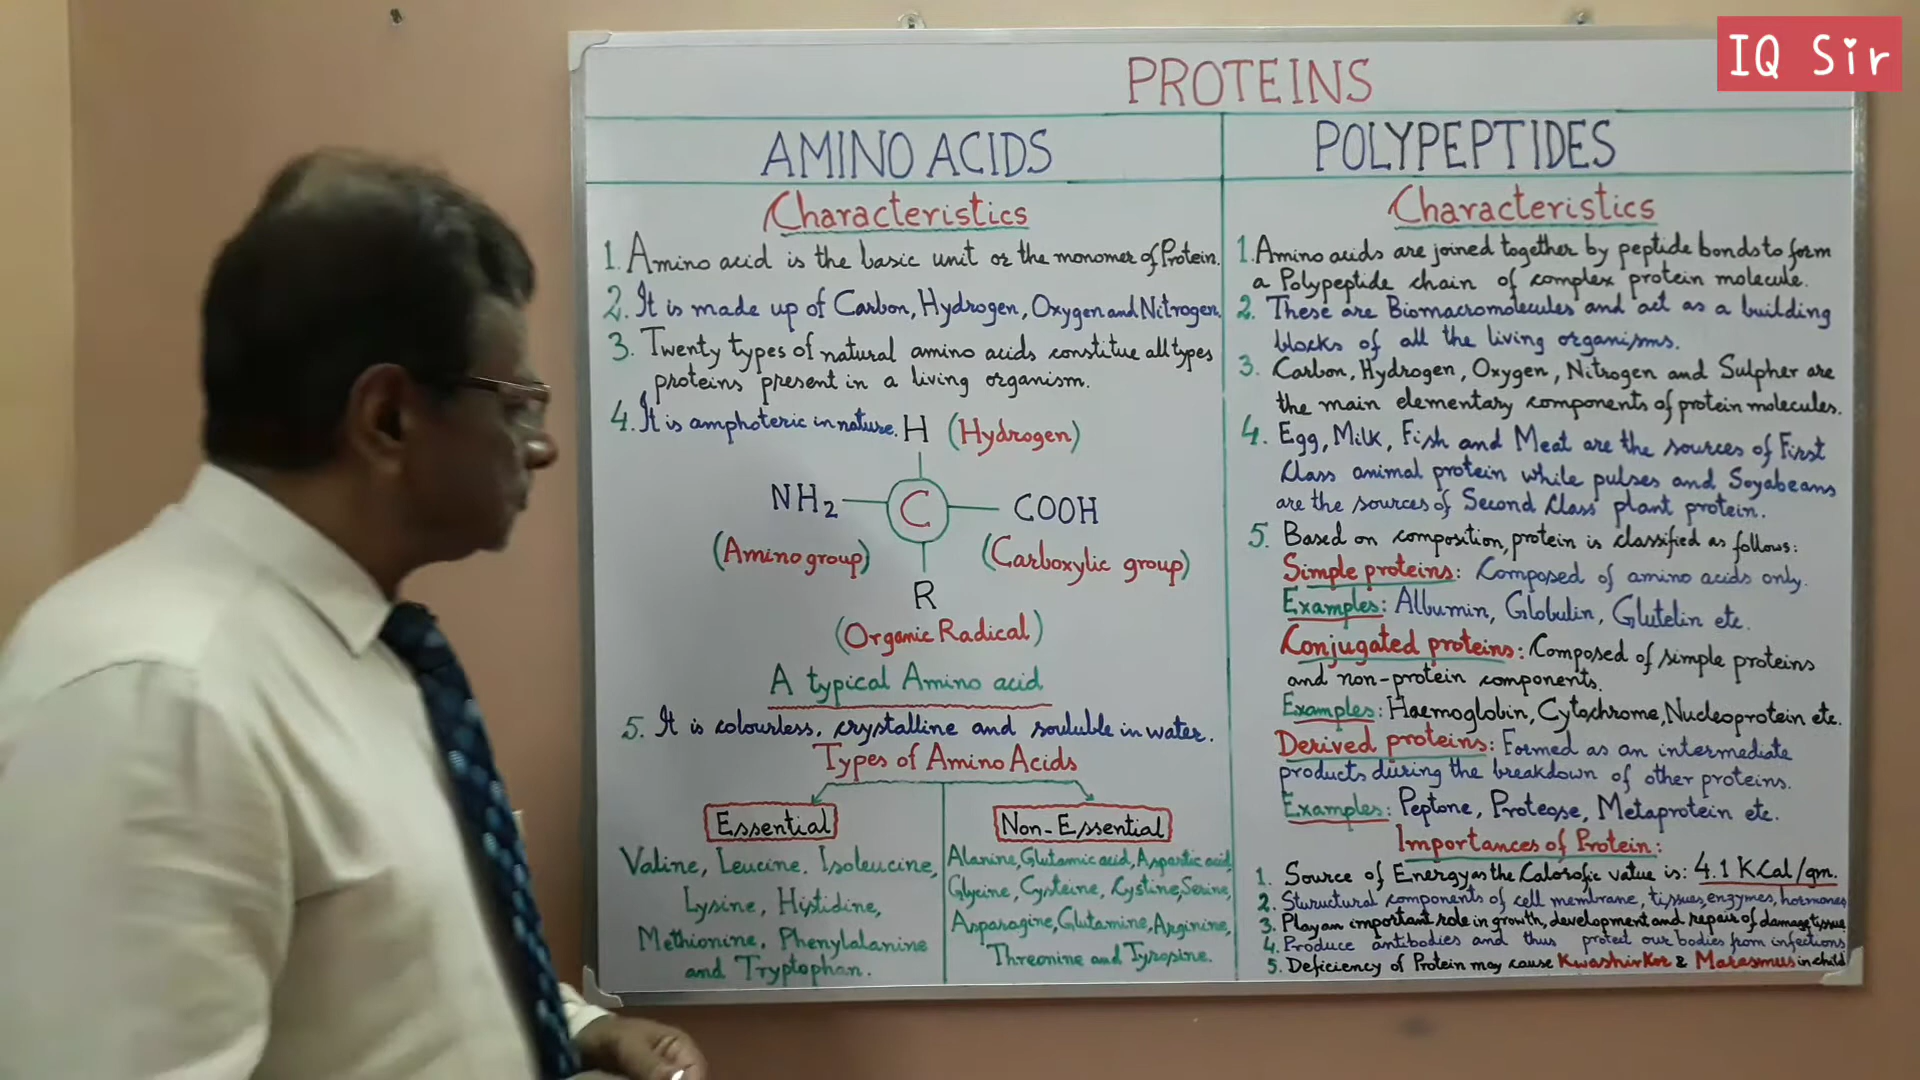 IQ Sir
PROTEINS
AMINO ACIDS
Characteristics
1. Amino acid is the basic unit or the monomer of Protein.
2. It is made up of Carbon, Hydrogen, Oxygen and Nitrogen.
3. Twenty types of natural amino acids constitue all types
proteins present in a living organism.
4. It is amphoteric in nature.
H (Hydrogen)
NH2 C COOH
(Amino group) (Carboxylic group)
R
(Organic Radical)
A typical Amino acid
5. It is colourless, crystalline and souluble in water.
Types of Amino Acids
Essential
Valine, Leucine, Isoleucine,
Lysine, Histidine,
Methionine, Phenylalanine
and Tryptophan.
Non-Essential
Alanine, Glutamic acid, Aspartic acid,
Glycine, Cysteine, Cystine, Serine,
Asparagine, Glutamine, Arginine,
Threonine and Tyrosine.
POLYPEPTIDES
Characteristics
1. Amino acids are joined together by peptide bonds to form
a Polypeptide chain of complex protein molecule.
2. These are Biomacromolecules and act as a building
blocks of all the living organisms.
3. Carbon, Hydrogen, Oxygen, Nitrogen and Sulpher are
the main elementary components of protein molecules.
4. Egg, Milk, Fish and Meat are the sources of First
Class animal protein while pulses and Soyabeans
are the sources of Second Class plant protein.
5. Based on composition, protein is classified as follows:
Simple proteins: Composed of amino acids only.
Examples: Albumin, Globulin, Glutelin etc.
Conjugated proteins: Composed of simple proteins
and non-protein components.
Examples: Haemoglobin, Cytochrome, Nucleoprotein etc.
Derived proteins: Formed as an intermediate
products during the breakdown of other proteins.
Examples: Peptone, Proteose, Metaprotein etc.
Importances of Protein:
1. Source of Energy as the Calorofic value is: 4.1 KCal/gm.
2. Stuructural components of cell membrane, tissues, enzymes, hormones
3. Play an important role in growth, development and repair of damage tissue
4. Produce antibodies and thus protect our bodies from infections
5. Deficiency of Protein may cause Kwashirkor & Marasmus in child